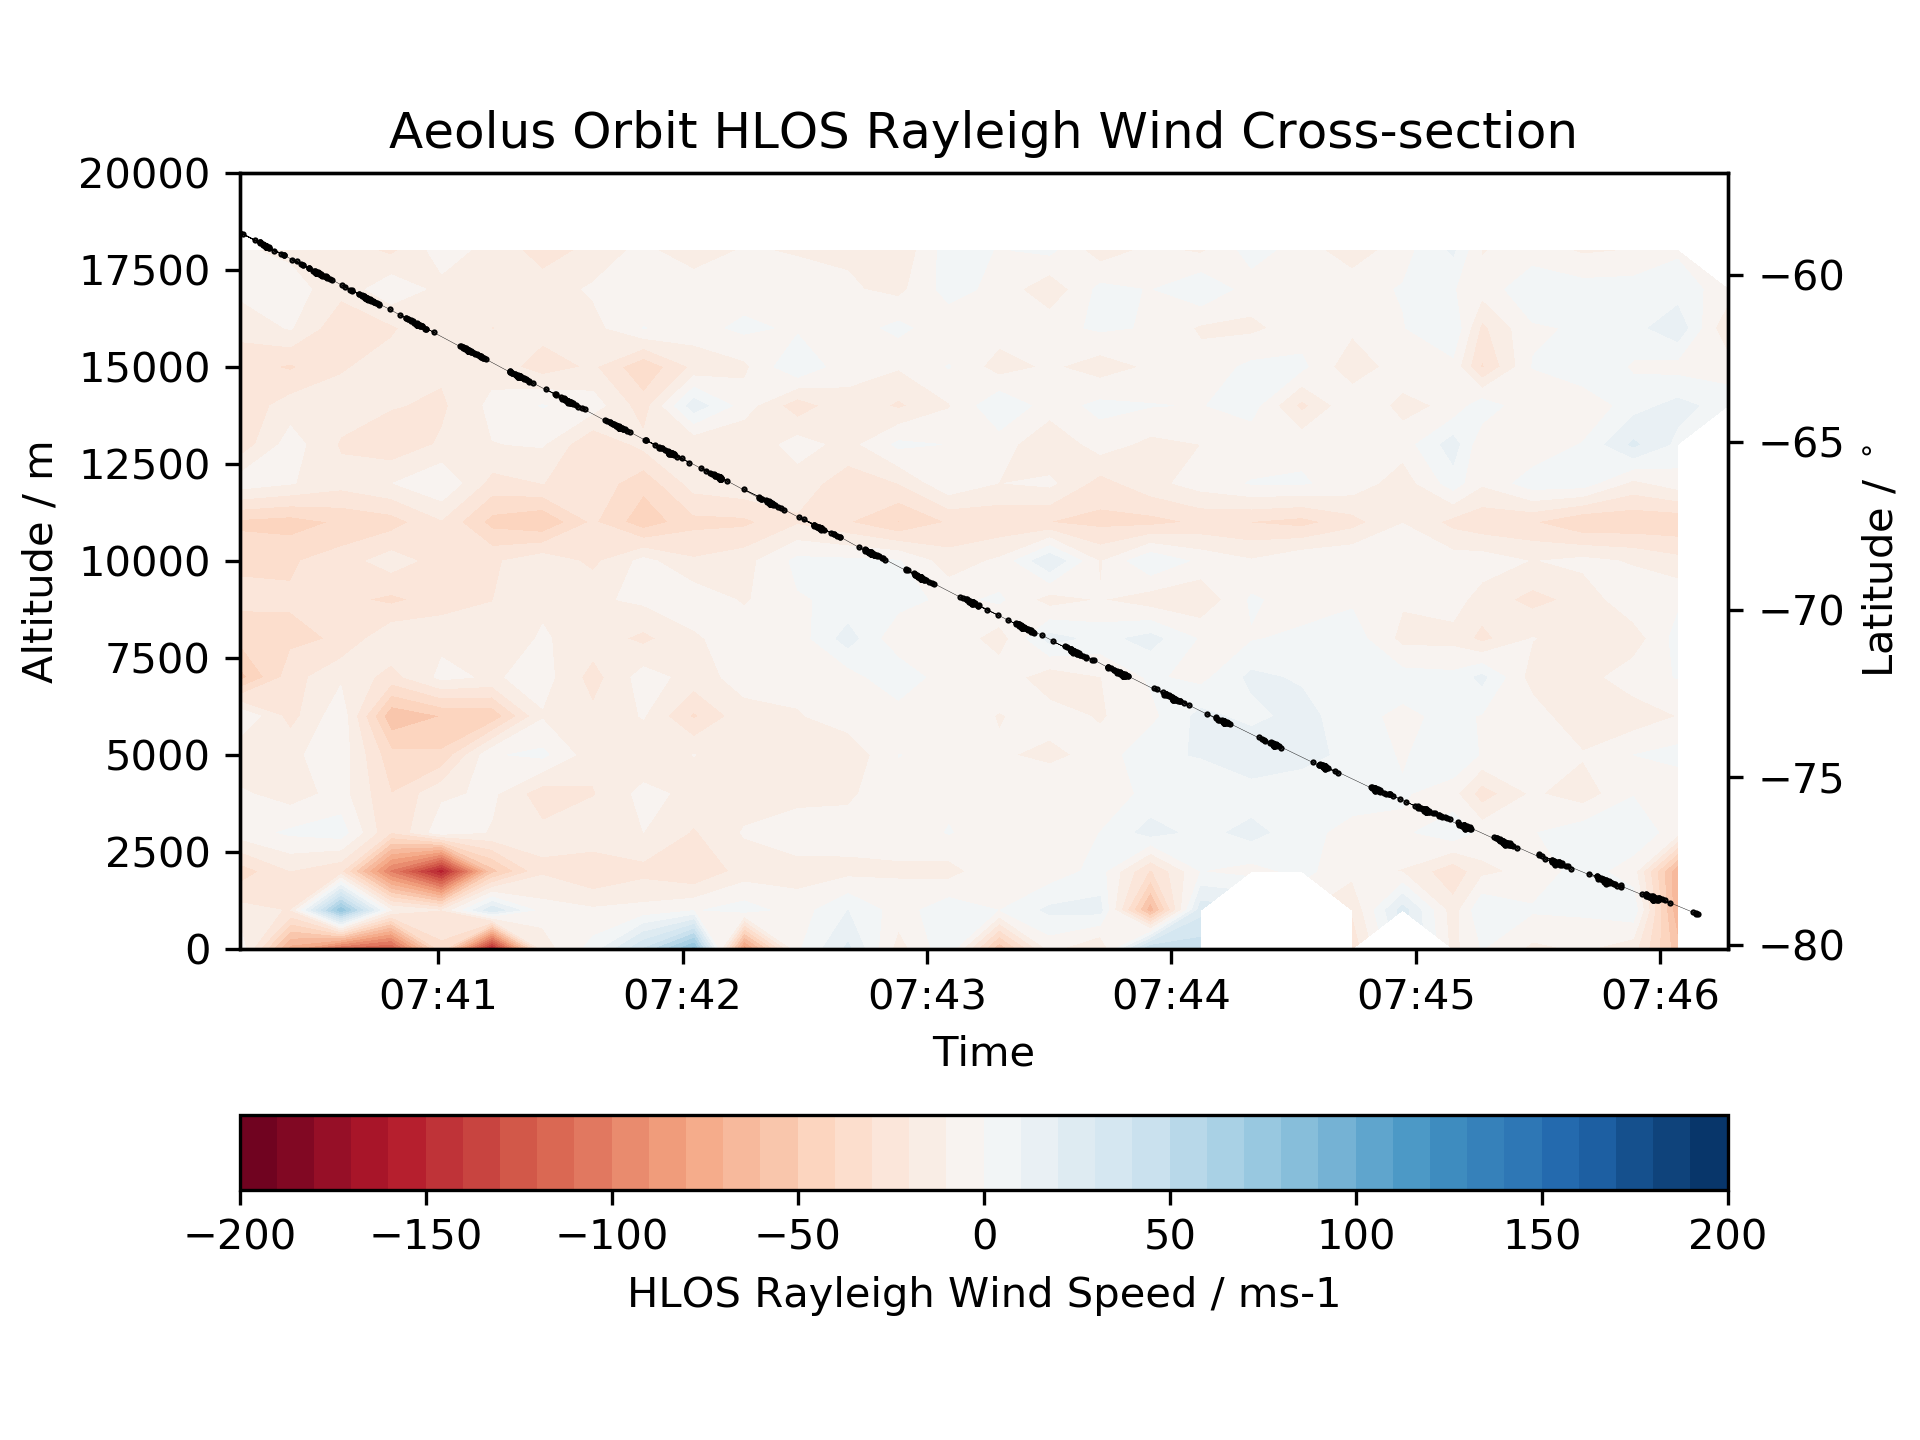 Aeolus Orbit HLOS Rayleigh Wind Cross-section
20000
17500
15000
12500
10000
7500
5000
2500
0
Altitude / m
−60
−65
−70
−75
−80
Latitude / °
07:41 07:42 07:43 07:44 07:45 07:46
Time
−200 −150 −100 −50 0 50 100 150 200
HLOS Rayleigh Wind Speed / ms-1